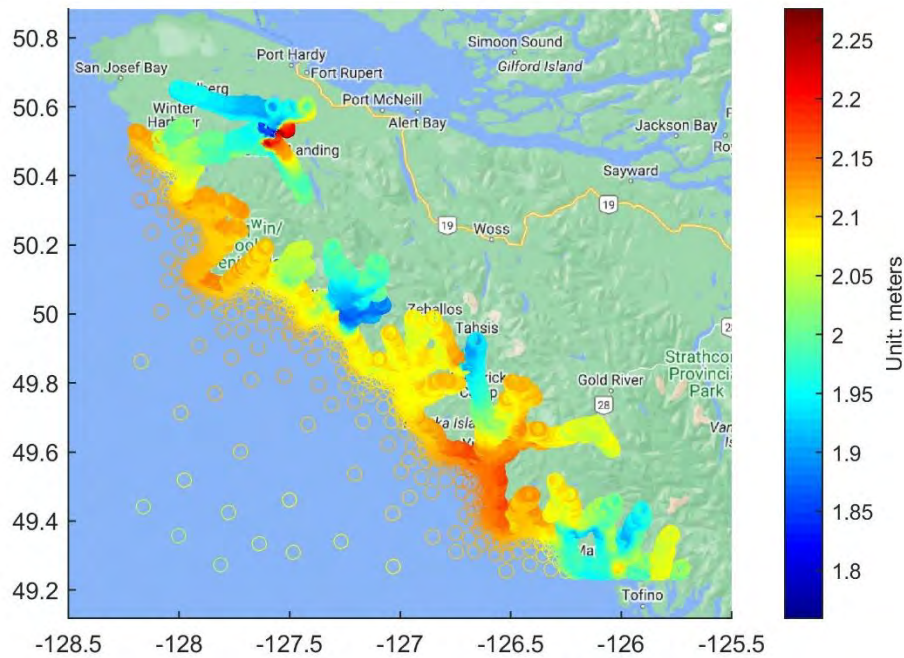 50.8
50.6
50.4
50.2
50
49.8
49.6
49.4
49.2
-128.5
-128
-127.5
-127
-126.5
-126
-125.5
San Josef Bay
Port Hardy
Fort Rupert
Simoon Sound
Gilford Island
Winter
Port McNeill
Alert Bay
Jackson Bay
Sayward
19
19
Woss
Zeballos
Tahsis
Gold River
28
Strathcor
Provincia
Park
Tofino
2.25
2.2
2.15
2.1
2.05
2
1.95
1.9
1.85
1.8
Unit: meters